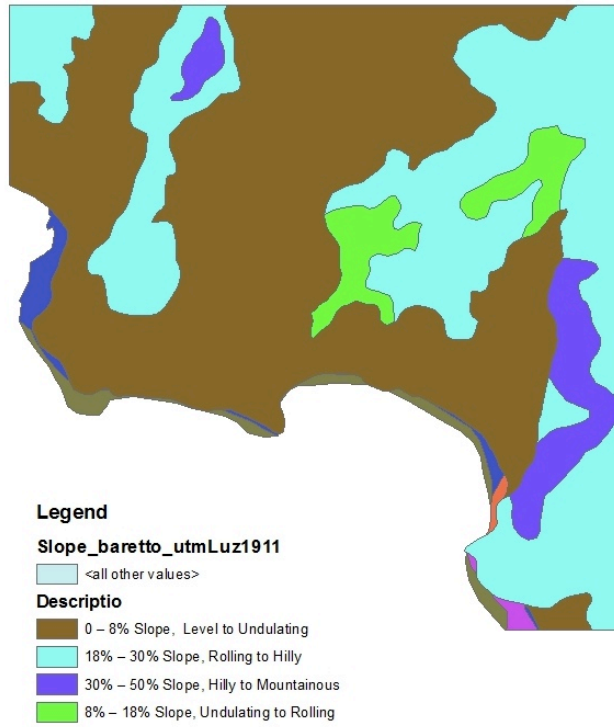 Legend
Slope_baretto_utmLuz1911
<all other values>
Descriptio
0 – 8% Slope, Level to Undulating
18% – 30% Slope, Rolling to Hilly
30% – 50% Slope, Hilly to Mountainous
8% – 18% Slope, Undulating to Rolling